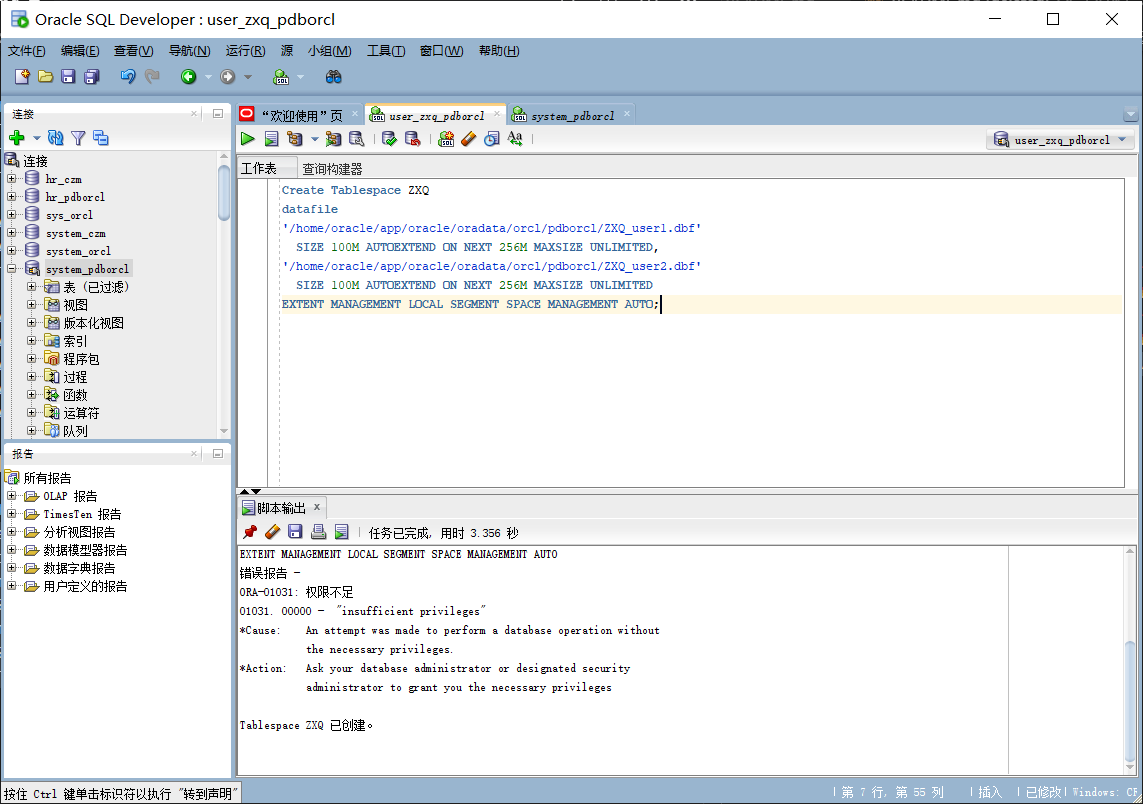 Oracle SQL Developer : user_zxq_pdborcl
文件(F) 编辑(E) 查看(V) 导航(N) 运行(R) 源 小组(M) 工具(T) 窗口(W) 帮助(H)
连接
连接
hr_czm
hr_pdborcl
sys_orcl
system_czm
system_orcl
system_pdborcl
表 (已过滤)
视图
版本化视图
索引
程序包
过程
函数
运算符
队列
报告
所有报告
OLAP 报告
TimesTen 报告
分析视图报告
数据模型器报告
数据字典报告
用户定义的报告
“欢迎使用”页 user_zxq_pdborcl system_pdborcl
user_zxq_pdborcl
工作表 查询构建器
Create Tablespace ZXQ
datafile
'/home/oracle/app/oracle/oradata/orcl/pdborcl/ZXQ_user1.dbf'
SIZE 100M AUTOEXTEND ON NEXT 256M MAXSIZE UNLIMITED,
'/home/oracle/app/oracle/oradata/orcl/pdborcl/ZXQ_user2.dbf'
SIZE 100M AUTOEXTEND ON NEXT 256M MAXSIZE UNLIMITED
EXTENT MANAGEMENT LOCAL SEGMENT SPACE MANAGEMENT AUTO;
脚本输出
任务已完成, 用时 3.356 秒
EXTENT MANAGEMENT LOCAL SEGMENT SPACE MANAGEMENT AUTO
错误报告 -
ORA-01031: 权限不足
01031. 00000 - "insufficient privileges"
*Cause: An attempt was made to perform a database operation without
the necessary privileges.
*Action: Ask your database administrator or designated security
administrator to grant you the necessary privileges
Tablespace ZXQ 已创建。
按住 Ctrl 键单击标识符以执行 "转到声明"
第 7 行, 第 55 列 插入 已修改 Windows: CR